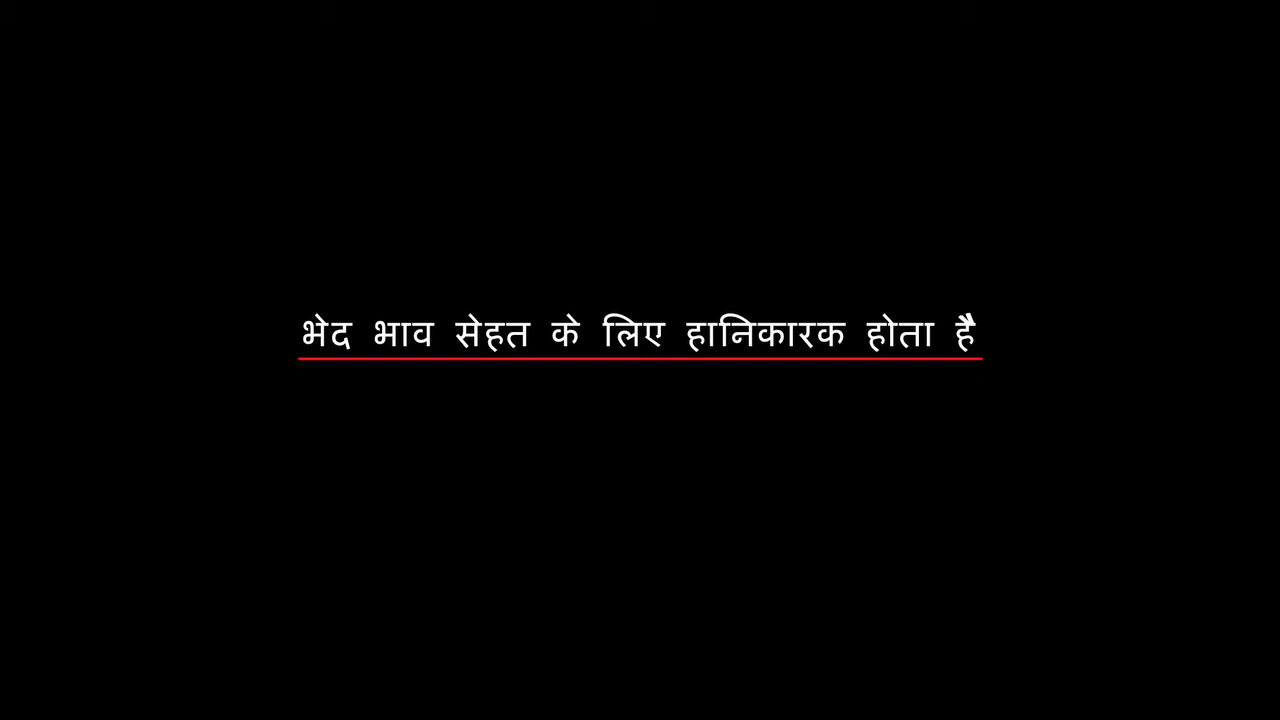 भेद भाव सेहत के लिए हानिकारक होता है